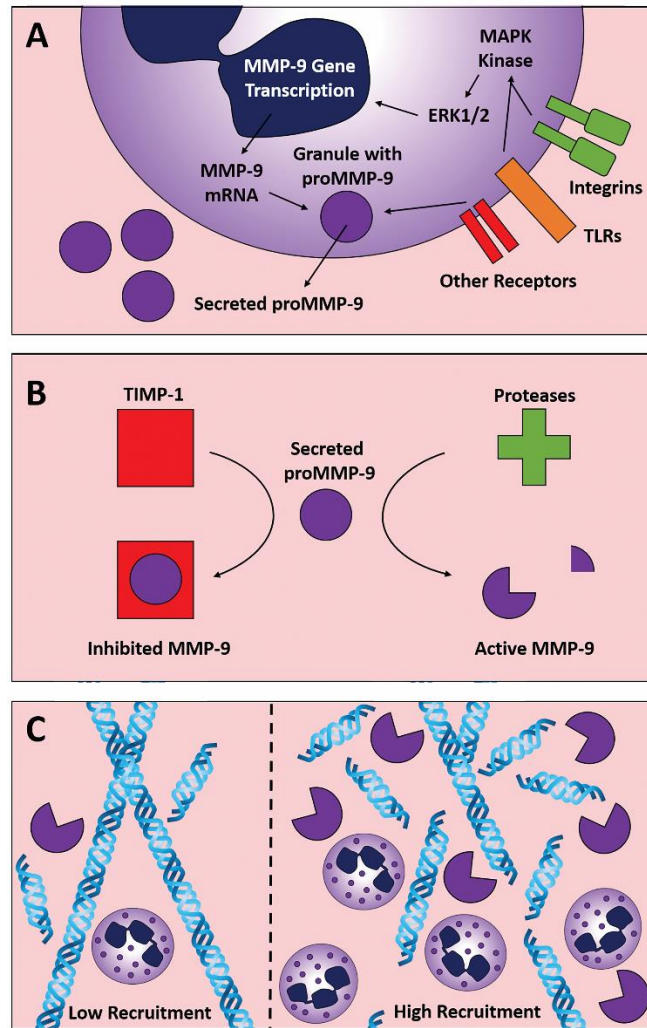 A
MMP-9 Gene
Transcription
MAPK
Kinase
ERK1/2
MMP-9
mRNA
Granule with
proMMP-9
Integrins
TLRs
Other Receptors
Secreted proMMP-9
B
TIMP-1
Proteases
Secreted
proMMP-9
Inhibited MMP-9
Active MMP-9
C
Low Recruitment
High Recruitment